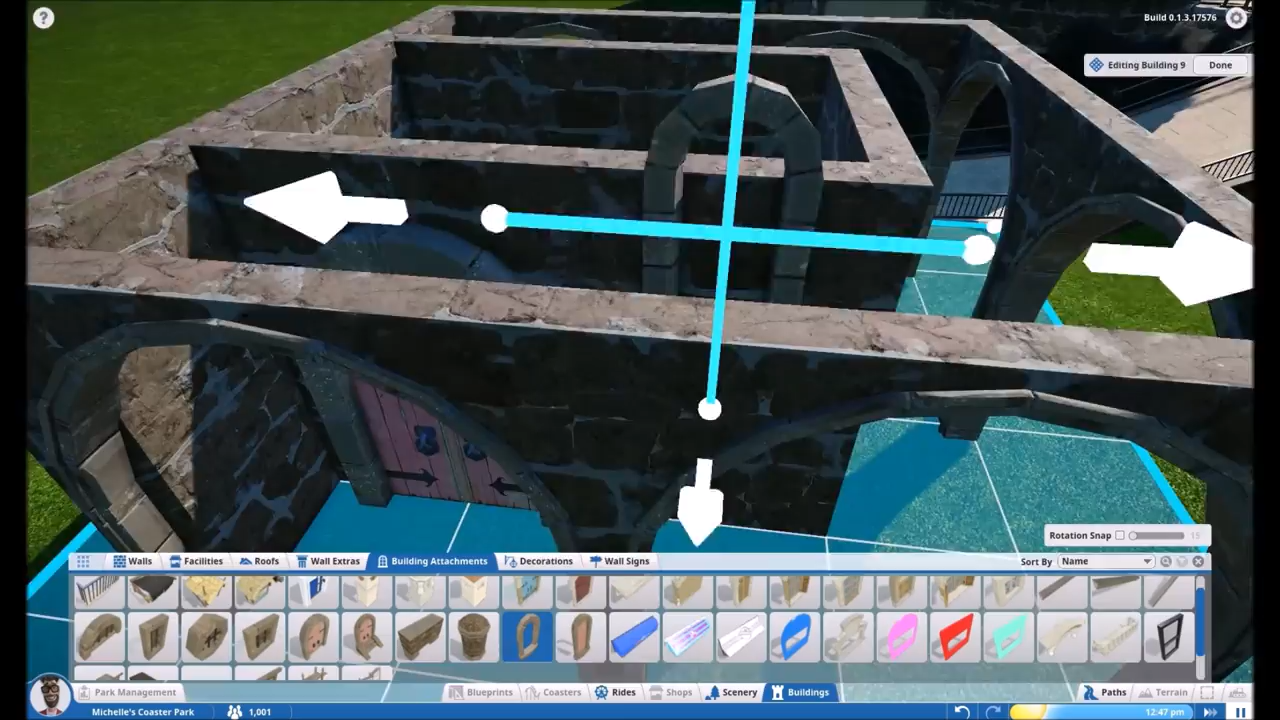 ?
Build 0.1.3.17576
Editing Building 9 Done
Rotation Snap 15
Walls Facilities Roofs Wall Extras Building Attachments Decorations Wall Signs Sort By Name
Park Management Blueprints Coasters Rides Shops Scenery Buildings Paths Terrain
Michelle's Coaster Park 1,001 12:47 pm